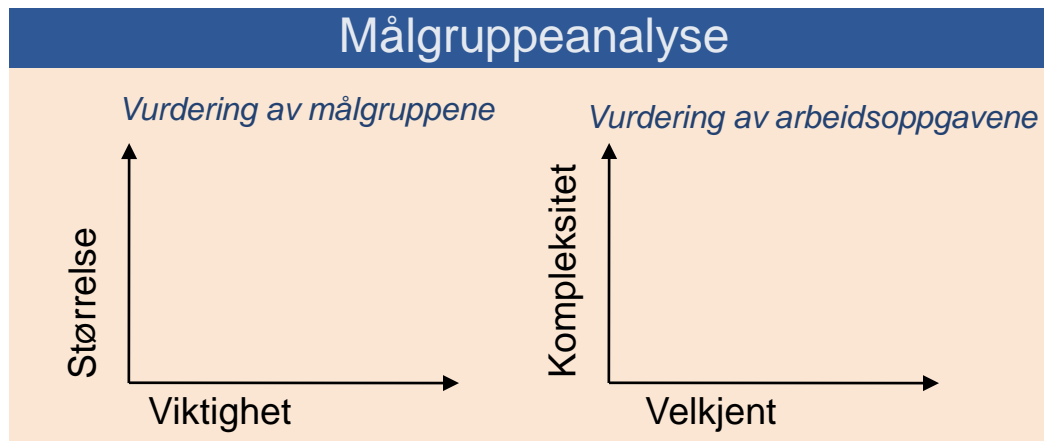 Målgruppeanalyse
Vurdering av målgruppene
Størrelse
Viktighet
Vurdering av arbeidsoppgavene
Kompleksitet
Velkjent